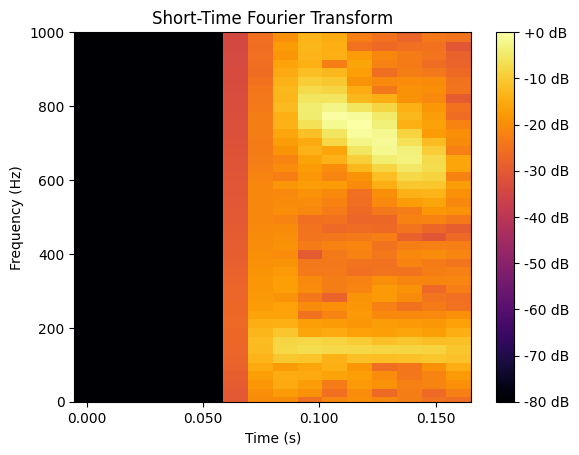 Short-Time Fourier Transform
Frequency (Hz)
1000
800
600
400
200
0
0.000
0.050
0.100
0.150
Time (s)
+0 dB
-10 dB
-20 dB
-30 dB
-40 dB
-50 dB
-60 dB
-70 dB
-80 dB